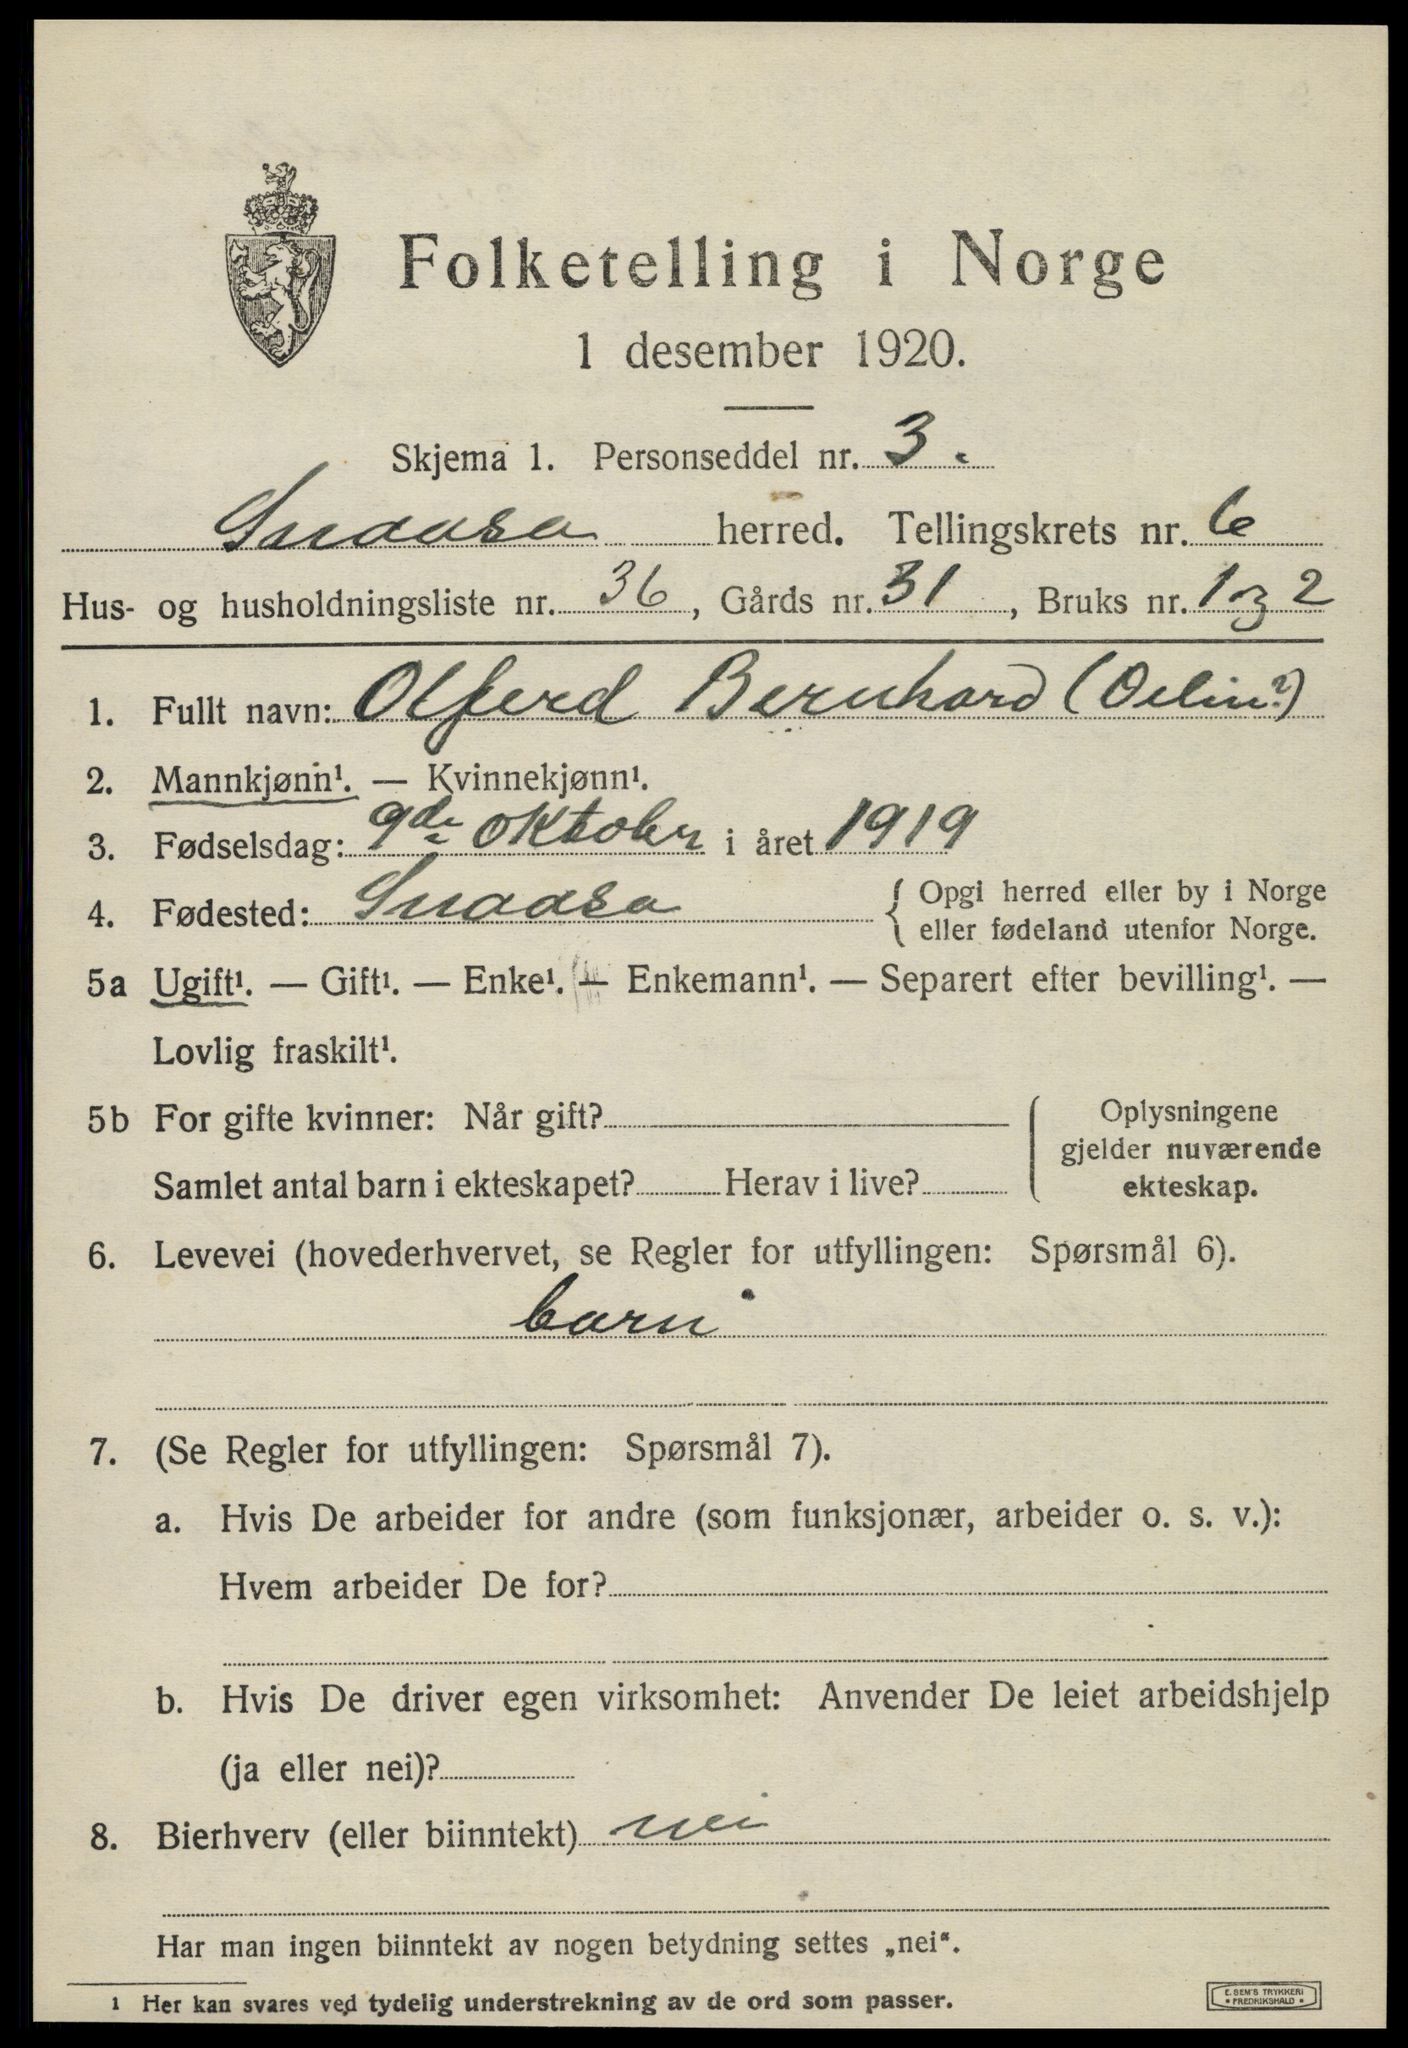 Folketelling i Norge
1 desember 1920.
Skjema 1. Personseddel nr. 3.
Snaasa herred. Tellingskrets nr. 6
Hus- og husholdningsliste nr. 36, Gårds nr. 31, Bruks nr. 1 og 2
1. Fullt navn: Olferd Bernhard (Oelin?)
2. Mannkjønn¹. — Kvinnekjønn¹.
3. Fødselsdag: 9de oktober i året 1919
4. Fødested: Snaasa { Opgi herred eller by i Norge
eller fødeland utenfor Norge.
5a Ugift¹. — Gift¹. — Enke¹. — Enkemann¹. — Separert efter bevilling¹. —
Lovlig fraskilt¹.
5b For gifte kvinner: Når gift? Oplysningene
gjelder nuværende
Samlet antal barn i ekteskapet? Herav i live? ekteskap.
6. Levevei (hovederhvervet, se Regler for utfyllingen: Spørsmål 6).
barn
7. (Se Regler for utfyllingen: Spørsmål 7).
a. Hvis De arbeider for andre (som funksjonær, arbeider o. s. v.):
Hvem arbeider De for?
b. Hvis De driver egen virksomhet: Anvender De leiet arbeidshjelp
(ja eller nei)?
8. Bierhverv (eller biinntekt) nei
Har man ingen biinntekt av nogen betydning settes „nei“.
1 Her kan svares ved tydelig understrekning av de ord som passer.
E. SEM'S TRYKKERI
• FREDRIKSHALD •